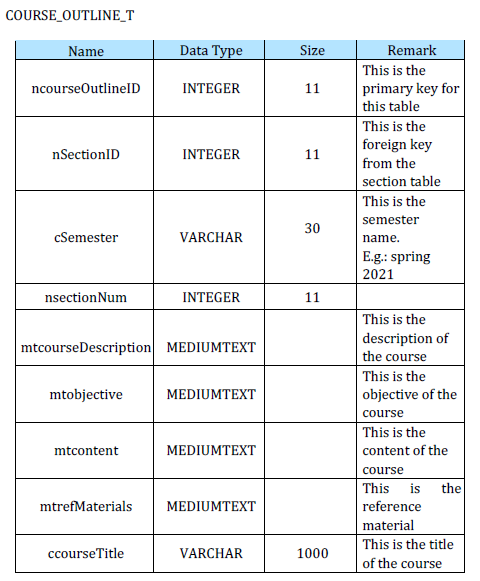 COURSE_OUTLINE_T
Name Data Type Size Remark
ncourseOutlineID INTEGER 11 This is the
primary key for
this table
nSectionID INTEGER 11 This is the
foreign key
from the
section table
cSemester VARCHAR 30 This is the
semester
name.
E.g.: spring
2021
nsectionNum INTEGER 11
mtcourseDescription MEDIUMTEXT This is the
description of
the course
mtobjective MEDIUMTEXT This is the
objective of the
course
mtcontent MEDIUMTEXT This is the
content of the
course
mtrefMaterials MEDIUMTEXT This is the
reference
material
ccourseTitle VARCHAR 1000 This is the title
of the course